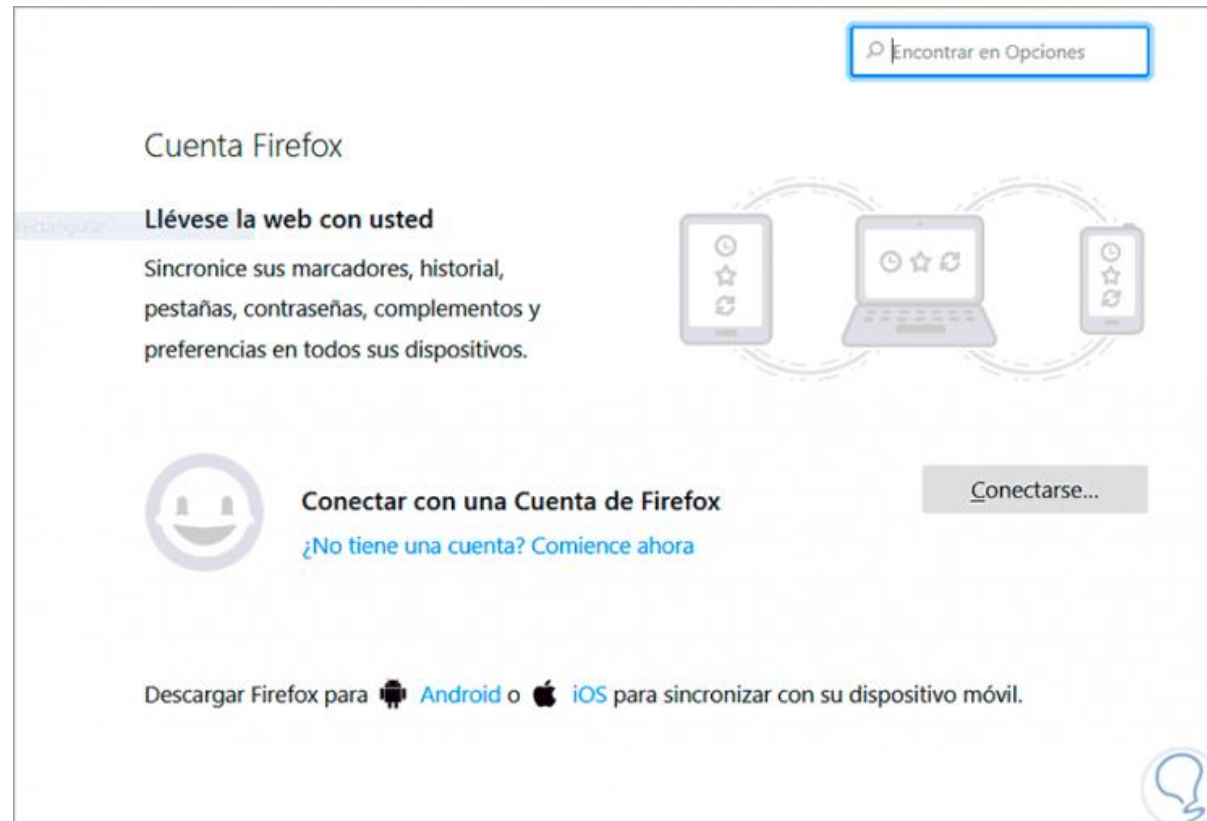 Encontrar en Opciones
Cuenta Firefox
Llévese la web con usted
rectangular
Sincronice sus marcadores, historial,
pestañas, contraseñas, complementos y
preferencias en todos sus dispositivos.
Conectar con una Cuenta de Firefox
Conectarse...
¿No tiene una cuenta? Comience ahora
Descargar Firefox para Android o iOS para sincronizar con su dispositivo móvil.